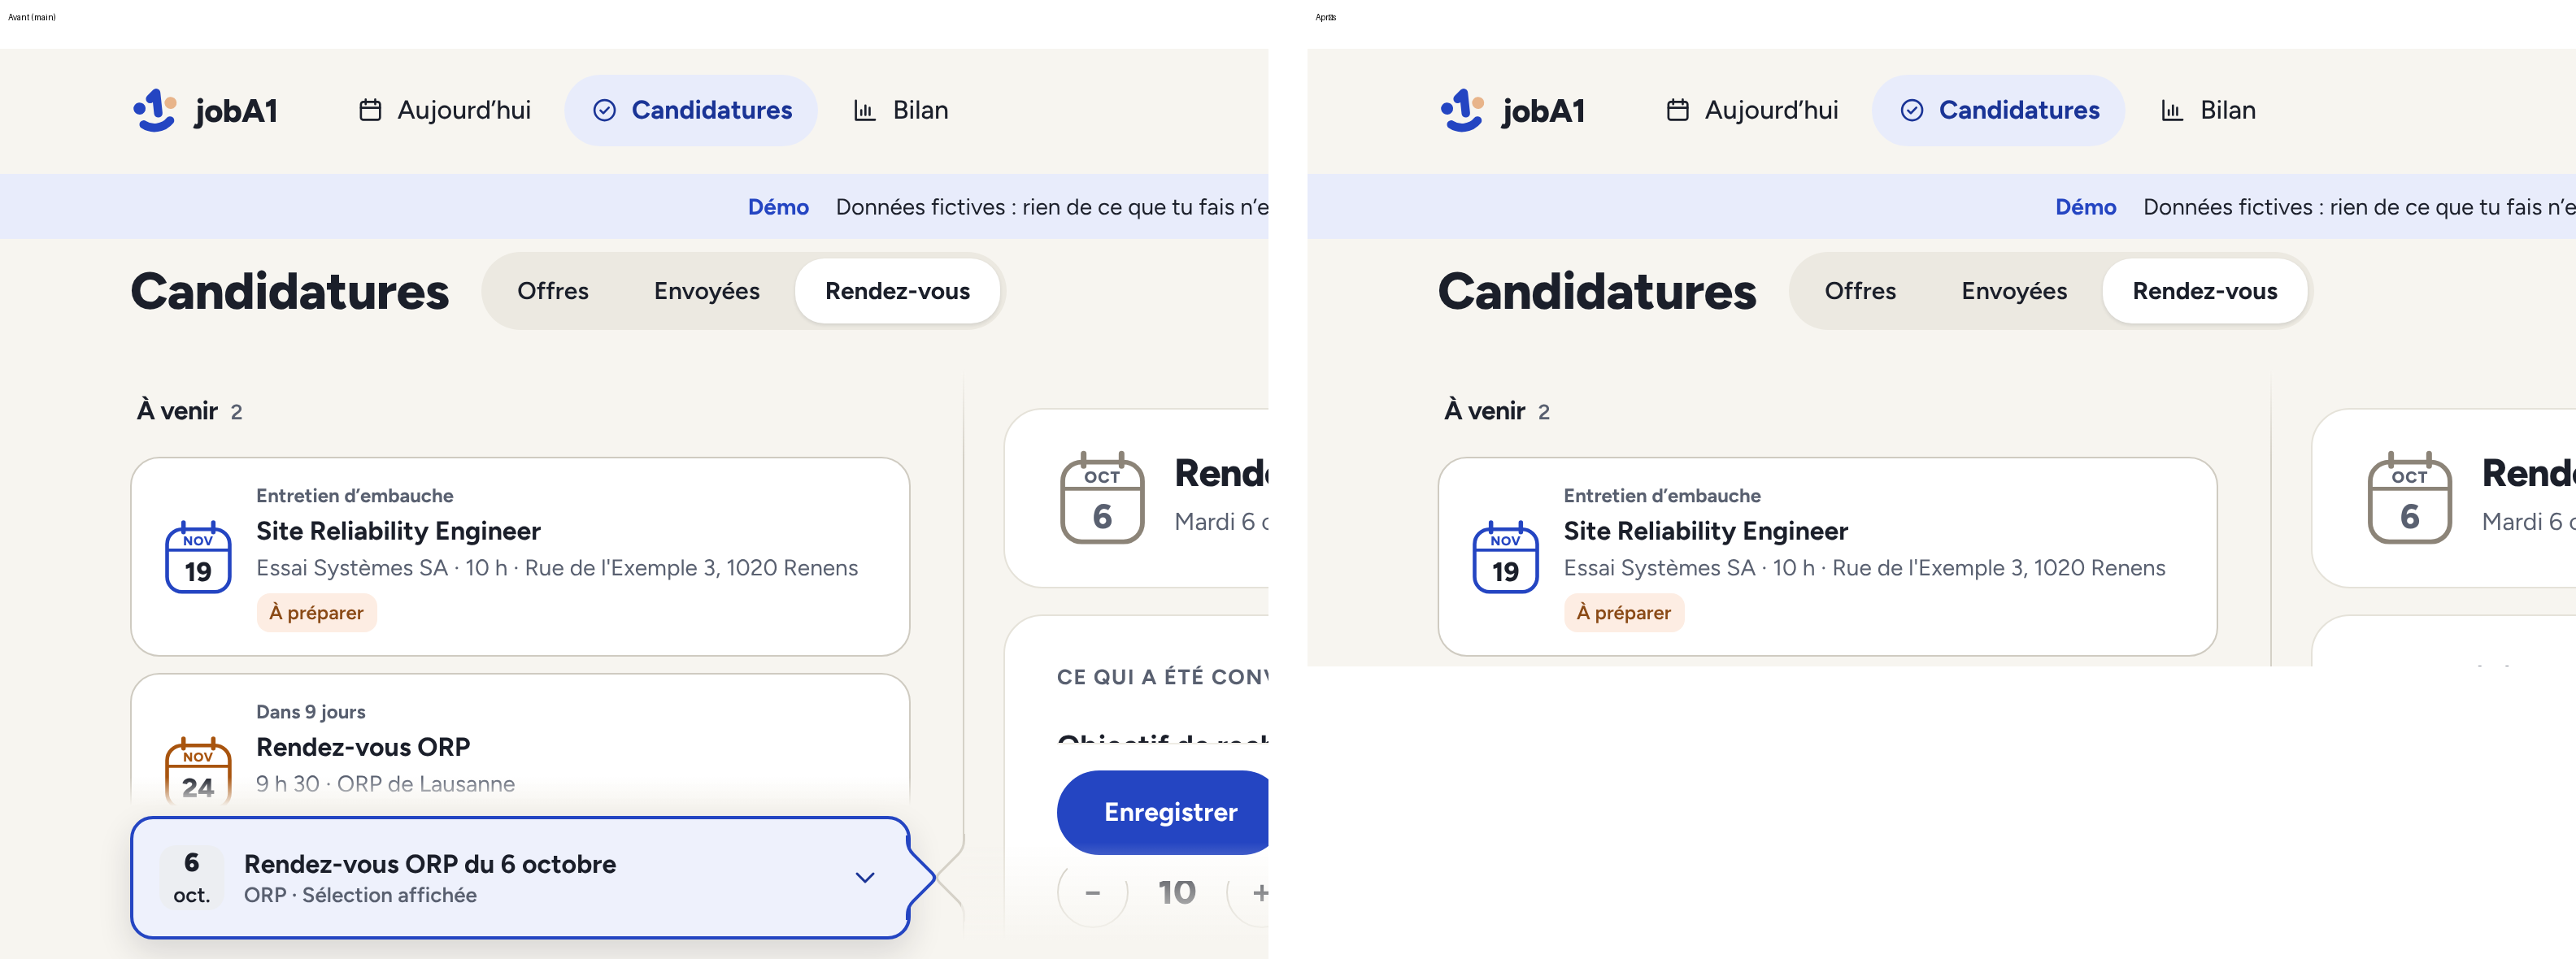 Avant (main)
jobA1
Aujourd’hui
Candidatures
Bilan
Démo Données fictives : rien de ce que tu fais n’e
Candidatures
Offres
Envoyées
Rendez-vous
À venir 2
Entretien d’embauche
NOV
19
Site Reliability Engineer
Essai Systèmes SA · 10 h · Rue de l'Exemple 3, 1020 Renens
À préparer
Dans 9 jours
NOV
24
Rendez-vous ORP
9 h 30 · ORP de Lausanne
6
oct.
Rendez-vous ORP du 6 octobre
ORP · Sélection affichée
OCT
6
Rend
Mardi 6
CE QUI A ÉTÉ CONV
Enregistrer
− 10 +
jobA1
Aujourd’hui
Candidatures
Bilan
Démo Données fictives : rien de ce que tu fais n’e
Candidatures
Offres
Envoyées
Rendez-vous
À venir 2
Entretien d’embauche
NOV
19
Site Reliability Engineer
Essai Systèmes SA · 10 h · Rue de l'Exemple 3, 1020 Renens
À préparer
OCT
6
Rend
Mardi 6